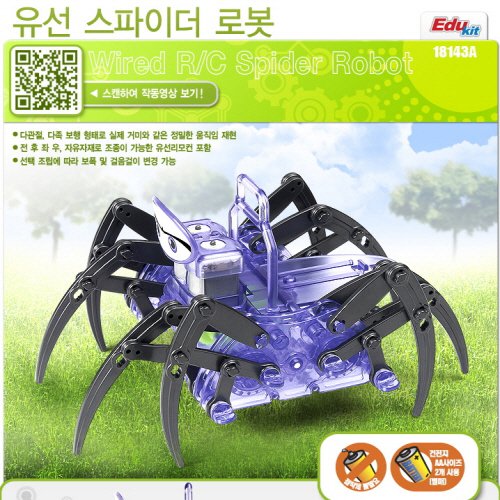 유선 스파이더 로봇
Edu
kit
18143A
Wired R/C Spider Robot
◀ 스캔하여 작동영상 보기!
● 다관절, 다족 보행 형태로 실제 거미와 같은 정밀한 움직임 재현
● 전 후 좌 우, 자유자재로 조종이 가능한 유선리모컨 포함
● 선택 조립에 따라 보폭 및 걸음걸이 변경 가능
건전지
AA사이즈
2개 사용
(별매)